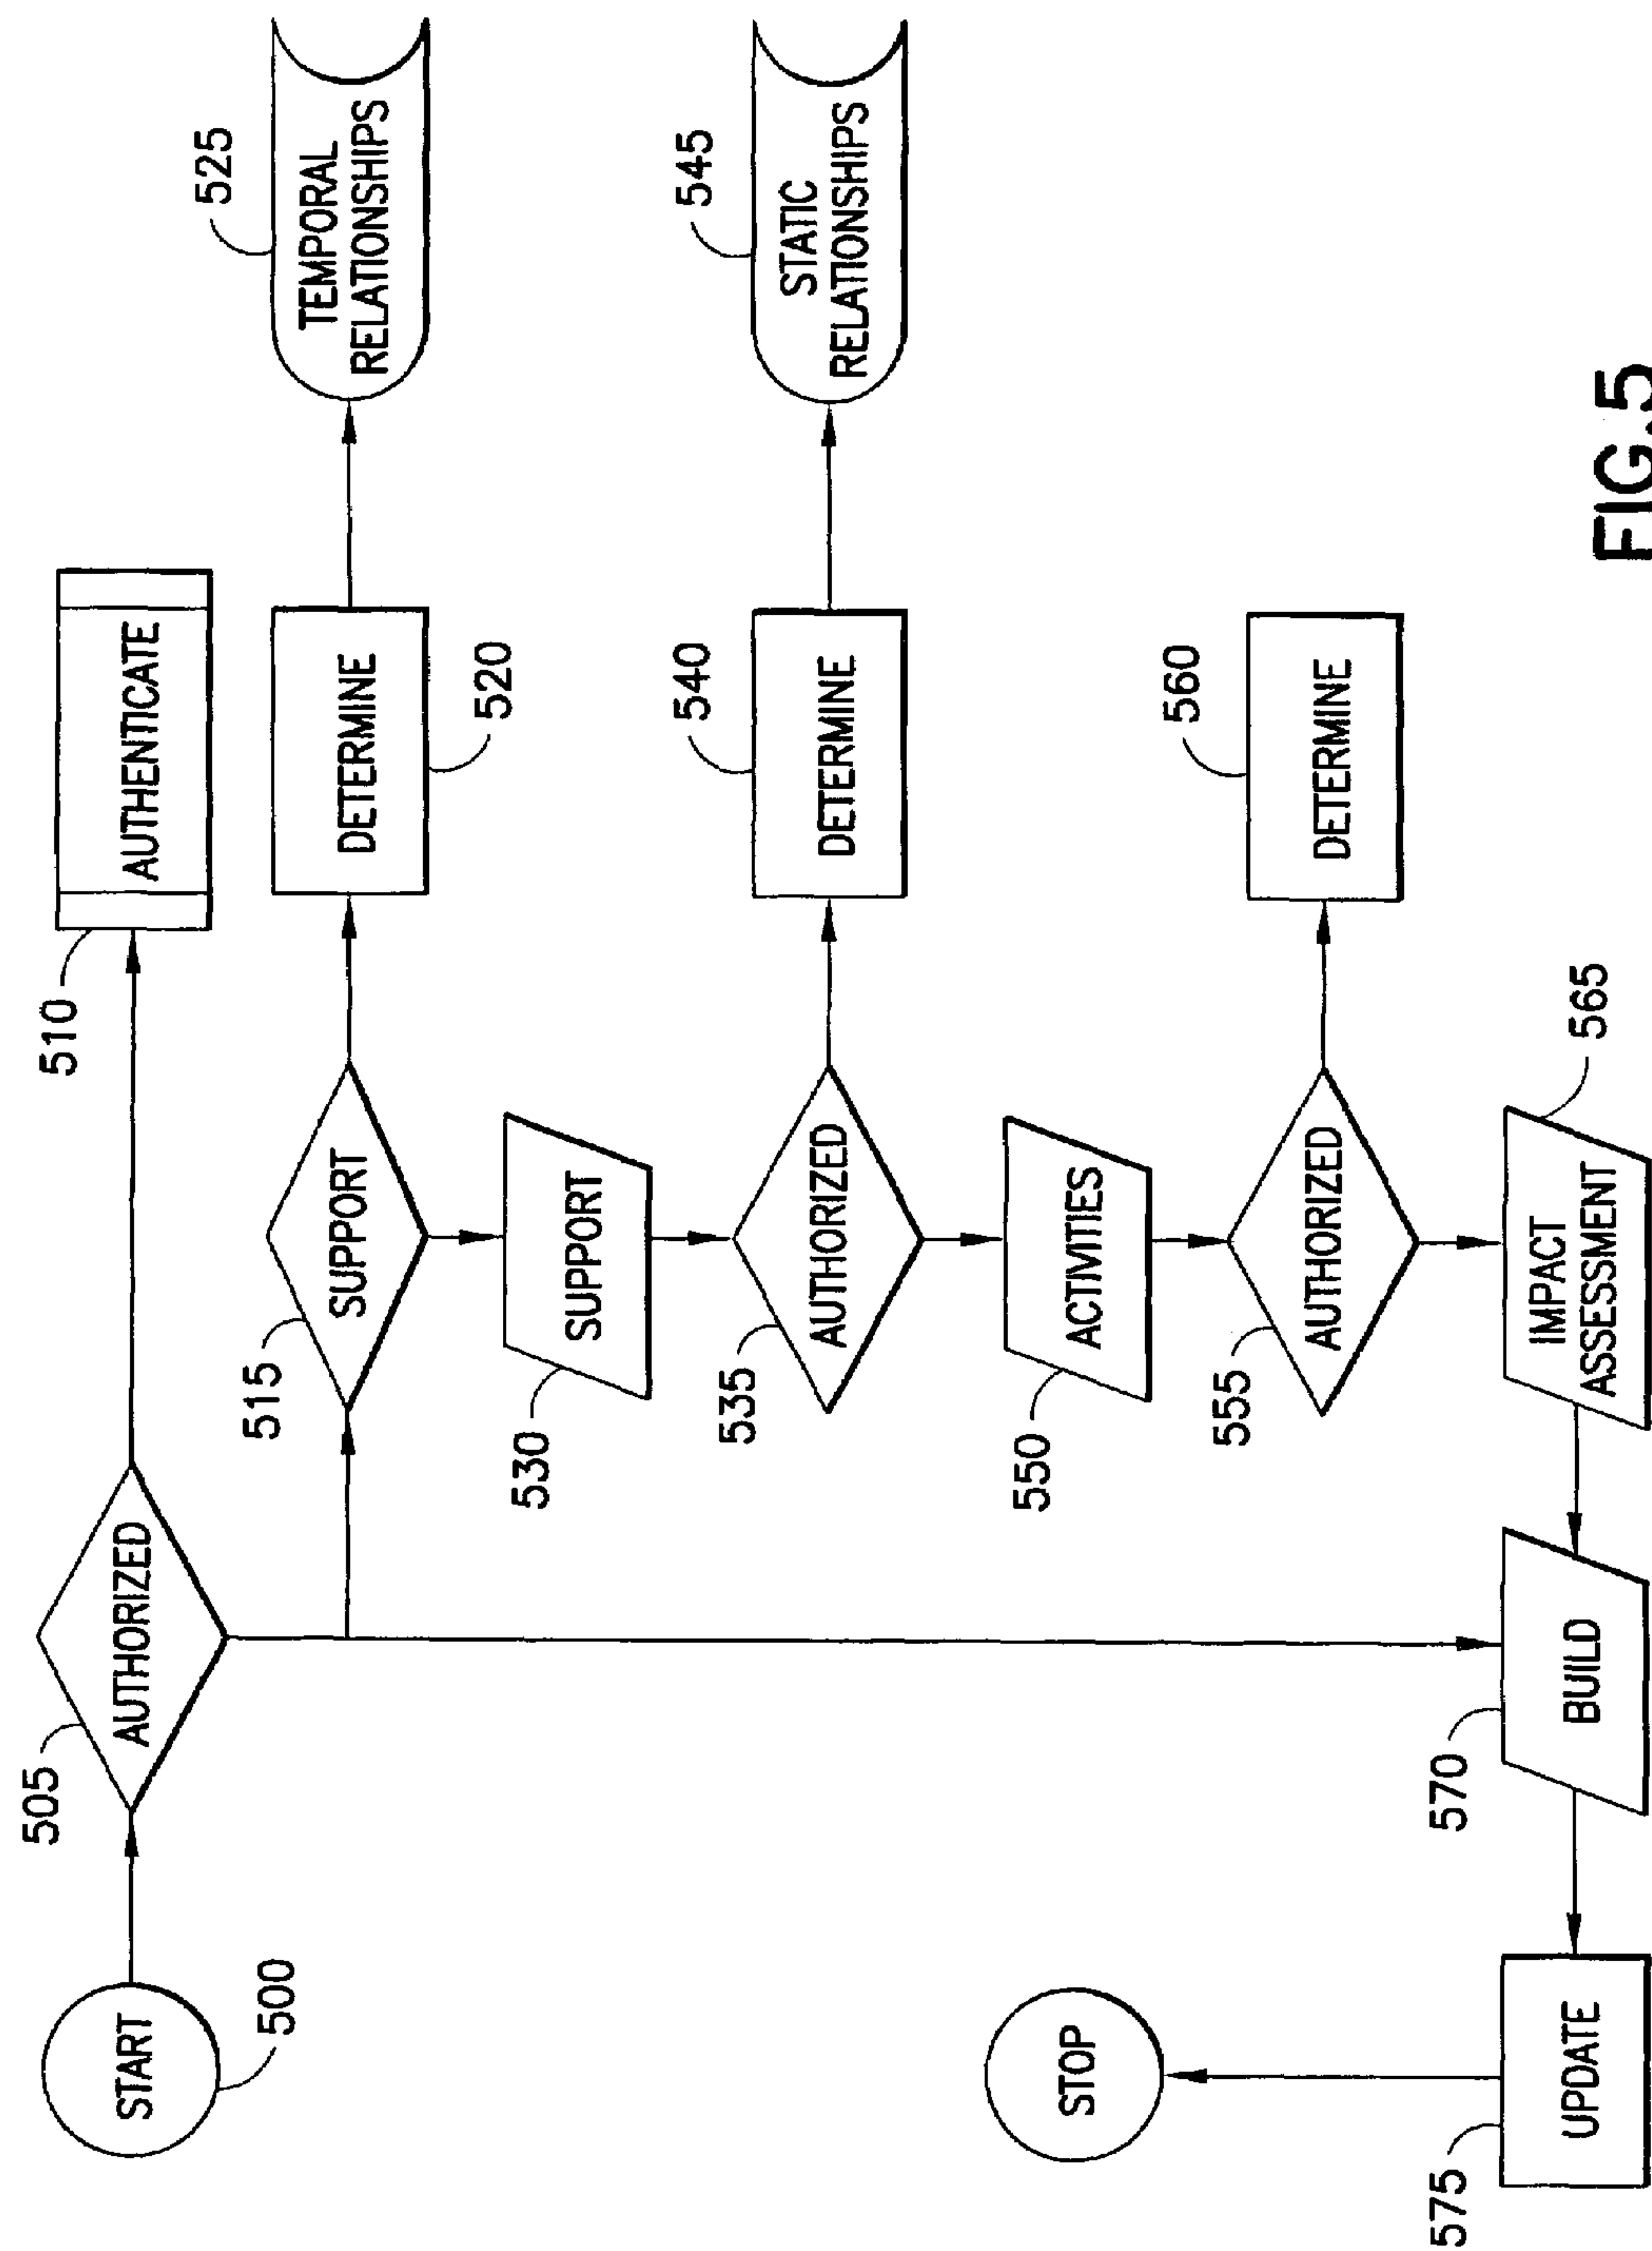 START
500
505
AUTHORIZED
510
AUTHENTICATE
515
SUPPORT
DETERMINE
520
525
TEMPORAL
RELATIONSHIPS
530
SUPPORT
535
AUTHORIZED
540
DETERMINE
545
STATIC
RELATIONSHIPS
550
ACTIVITIES
555
AUTHORIZED
560
DETERMINE
565
IMPACT
ASSESSMENT
570
BUILD
575
UPDATE
STOP
FIG.5